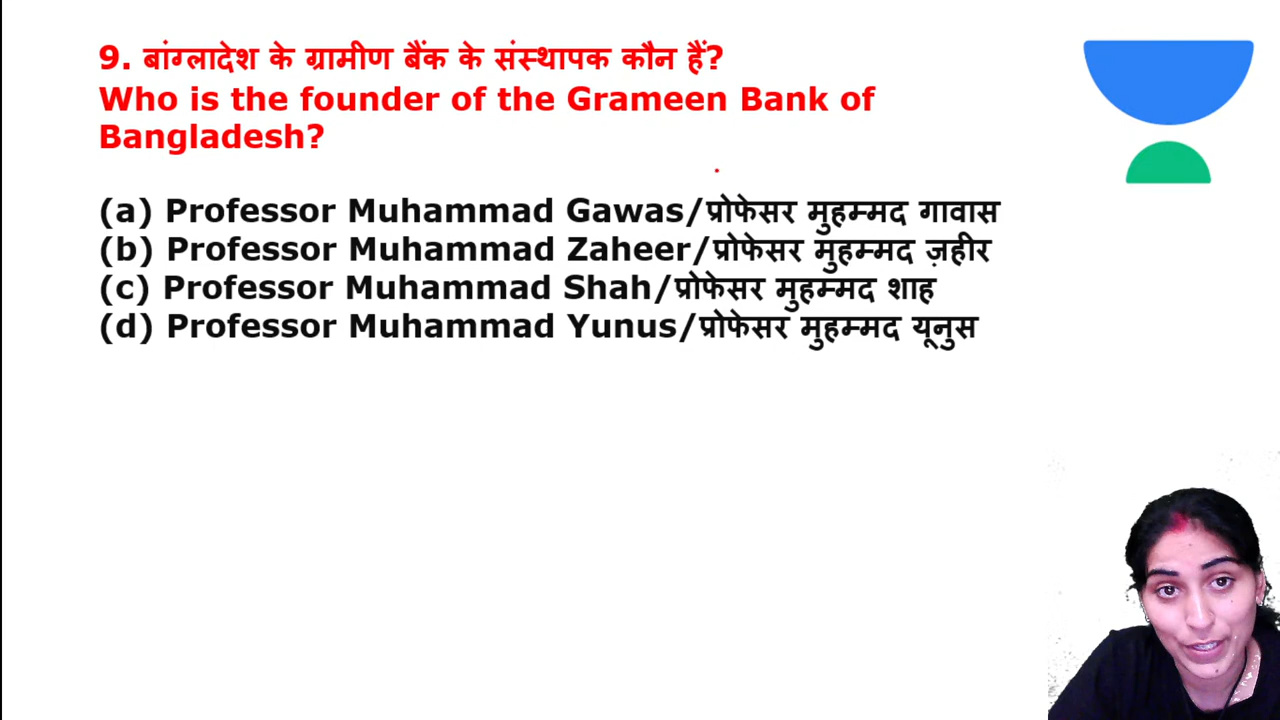 9. बांग्लादेश के ग्रामीण बैंक के संस्थापक कौन हैं?
Who is the founder of the Grameen Bank of
Bangladesh?
(a) Professor Muhammad Gawas/प्रोफेसर मुहम्मद गावास
(b) Professor Muhammad Zaheer/प्रोफेसर मुहम्मद ज़हीर
(c) Professor Muhammad Shah/प्रोफेसर मुहम्मद शाह
(d) Professor Muhammad Yunus/प्रोफेसर मुहम्मद यूनुस